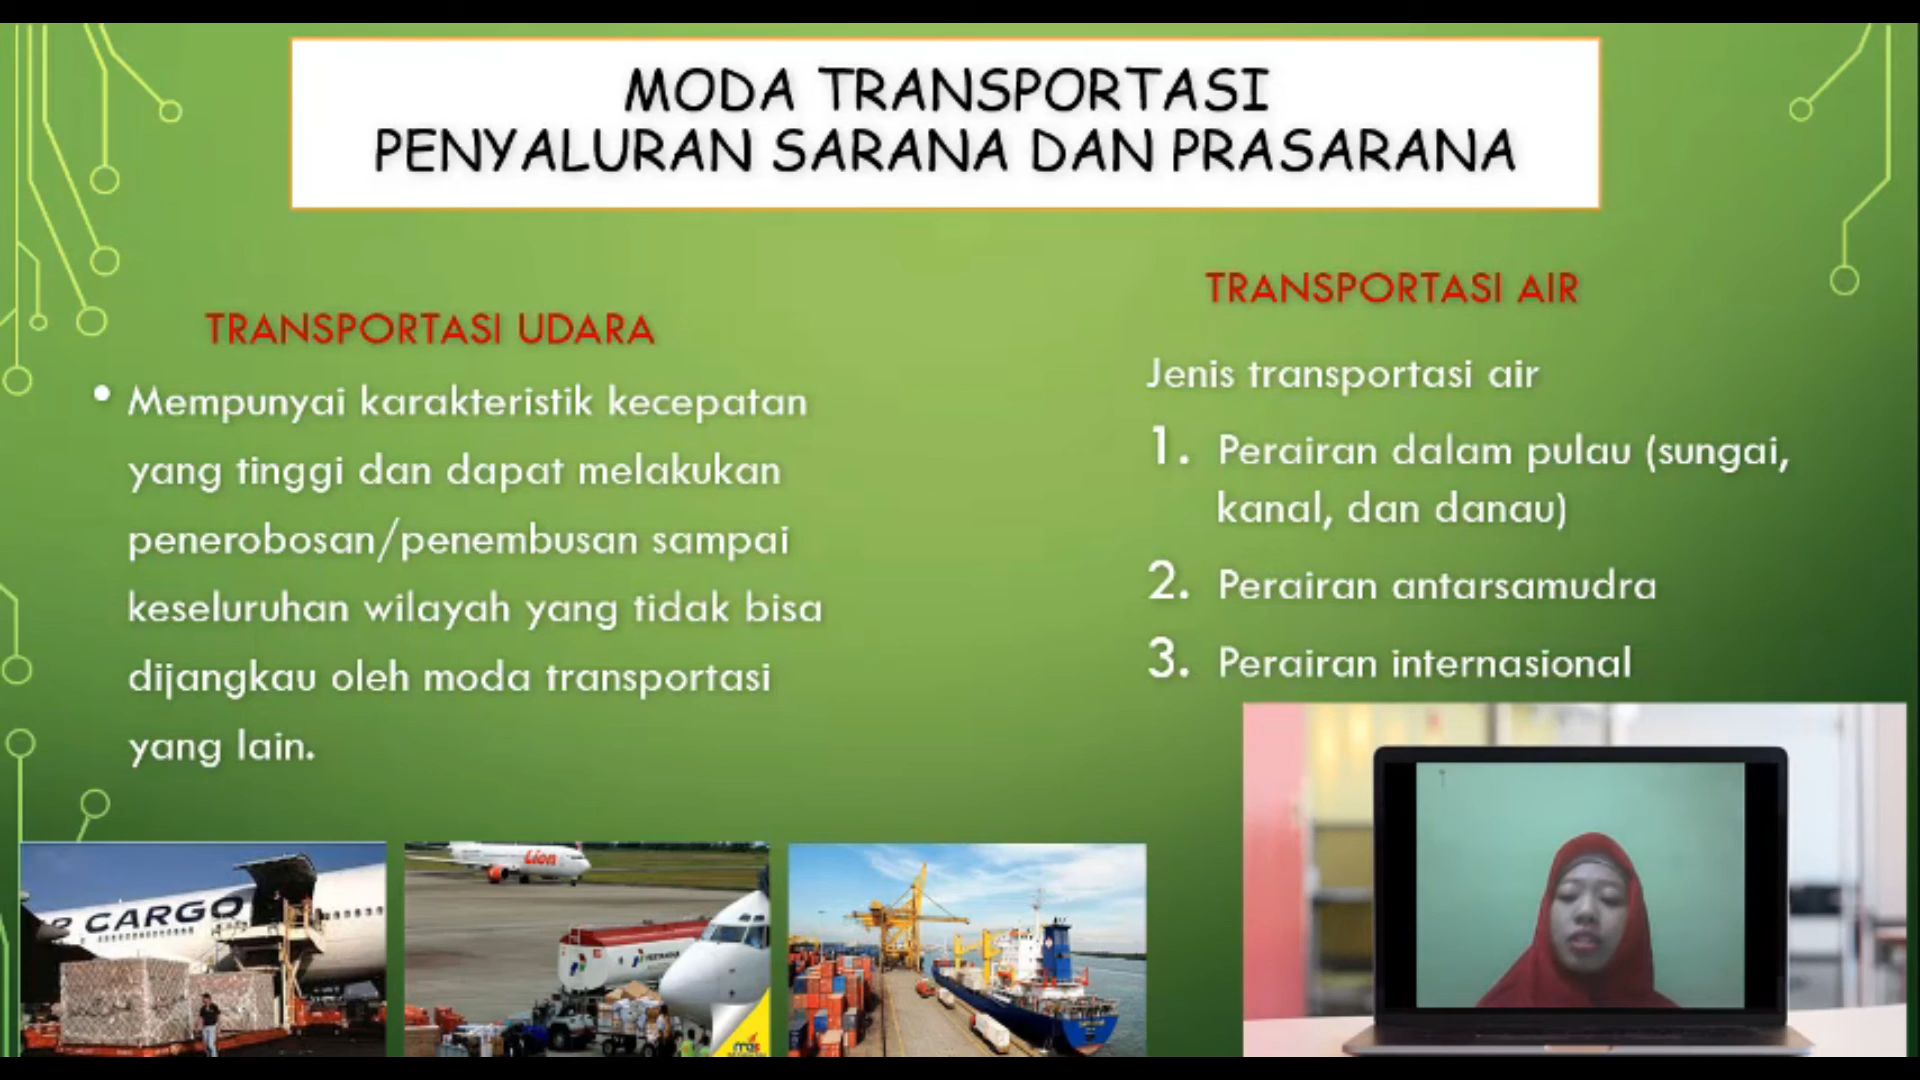 MODA TRANSPORTASI
PENYALURAN SARANA DAN PRASARANA
TRANSPORTASI UDARA
• Mempunyai karakteristik kecepatan
yang tinggi dan dapat melakukan
penerobosan/penembusan sampai
keseluruhan wilayah yang tidak bisa
dijangkau oleh moda transportasi
yang lain.
TRANSPORTASI AIR
Jenis transportasi air
1. Perairan dalam pulau (sungai,
kanal, dan danau)
2. Perairan antarsamudra
3. Perairan internasional
CARGO
Lion
PERTAMINA